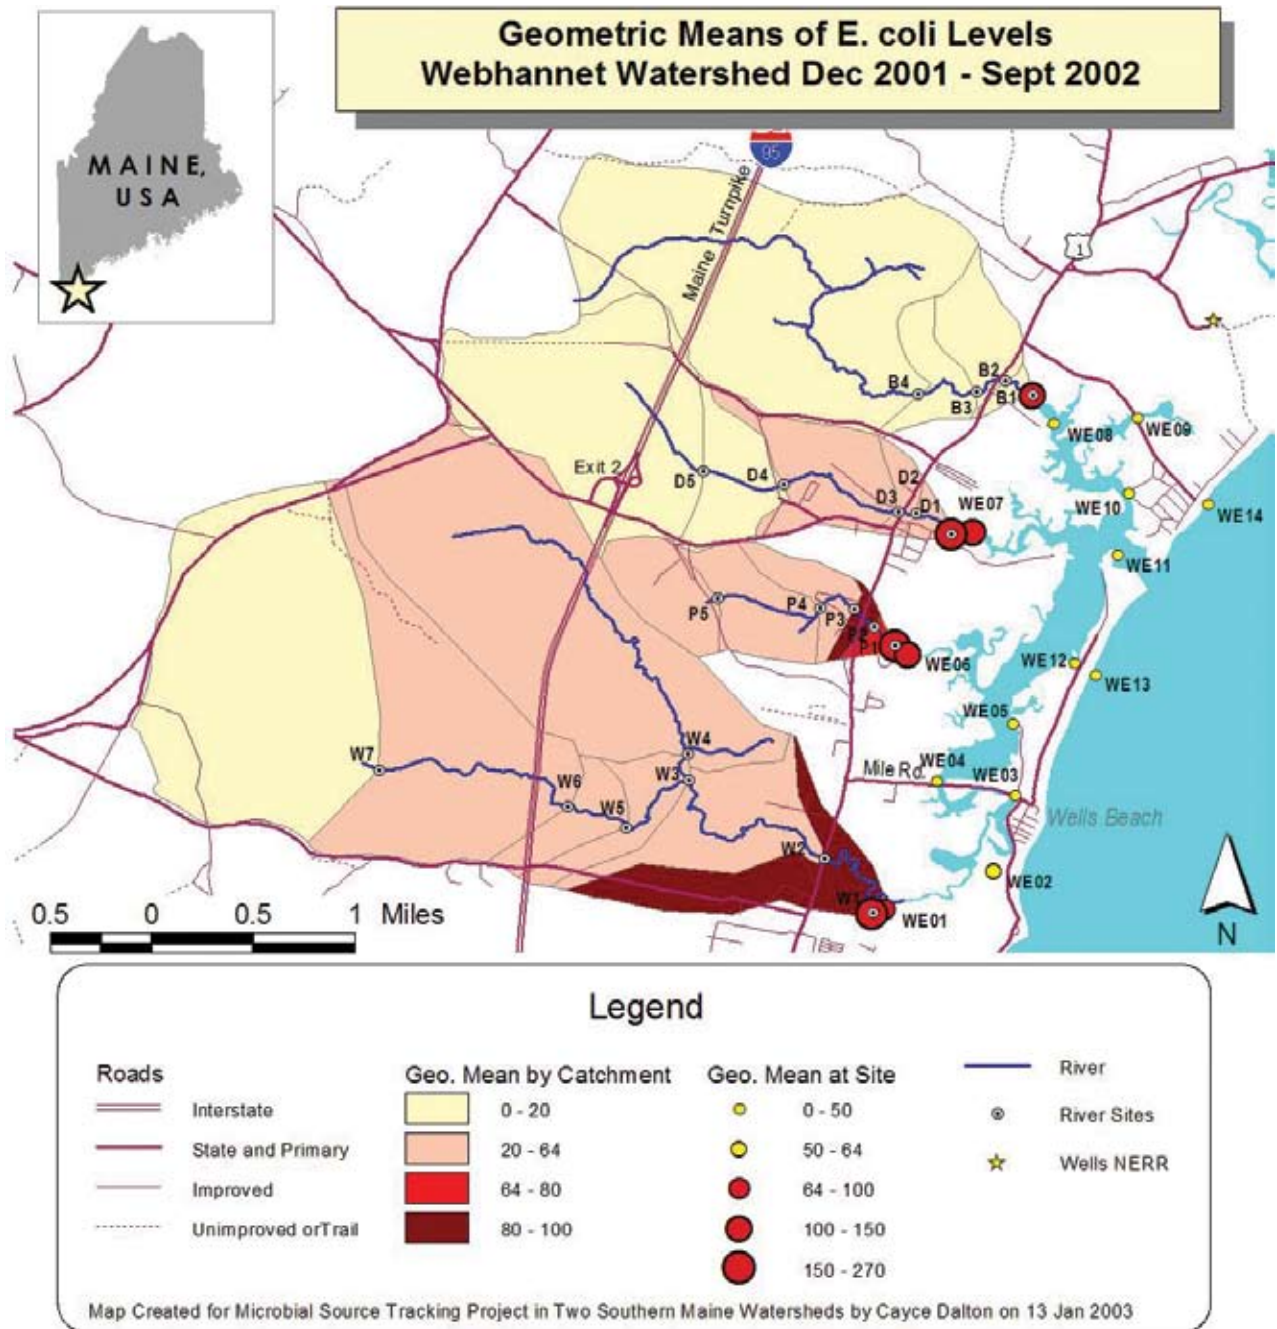 Geometric Means of E. coli Levels
Webhannet Watershed Dec 2001 - Sept 2002
MAINE,
USA
95
Maine Turnpike
1
B4
B3
B2
B1
WE08
WE09
Exit 2
D5
D4
D3
D2
D1
WE07
WE10
WE14
WE11
P5
P4
P3
P2
P1
WE06
WE12
WE13
WE05
W7
W4
W3
W6
W5
WE04
Mile Rd.
WE03
Wells Beach
W2
WE02
W1
WE01
0.5 0 0.5 1 Miles
N
Legend
Roads
Interstate
State and Primary
Improved
Unimproved orTrail
Geo. Mean by Catchment
0 - 20
20 - 64
64 - 80
80 - 100
Geo. Mean at Site
0 - 50
50 - 64
64 - 100
100 - 150
150 - 270
River
River Sites
Wells NERR
Map Created for Microbial Source Tracking Project in Two Southern Maine Watersheds by Cayce Dalton on 13 Jan 2003